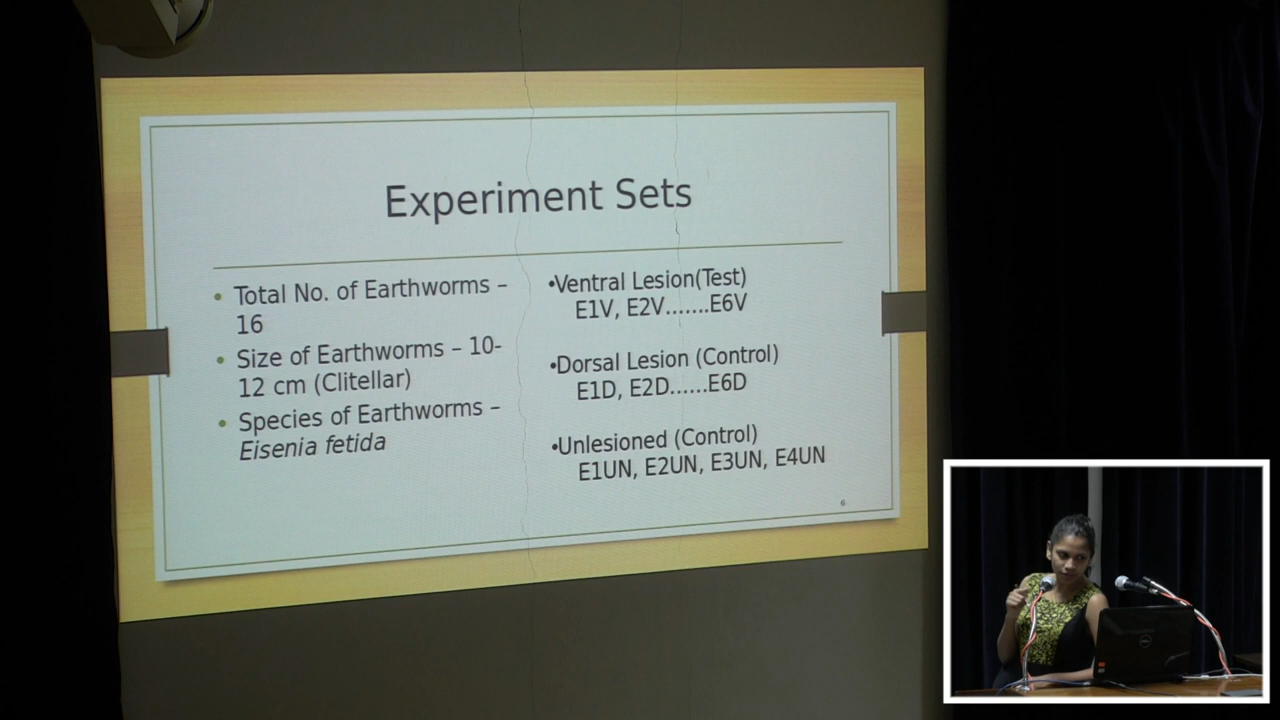 Experiment Sets
• Total No. of Earthworms –
16
• Size of Earthworms – 10-
12 cm (Clitellar)
• Species of Earthworms –
Eisenia fetida
•Ventral Lesion(Test)
E1V, E2V.......E6V
•Dorsal Lesion (Control)
E1D, E2D......E6D
•Unlesioned (Control)
E1UN, E2UN, E3UN, E4UN
6